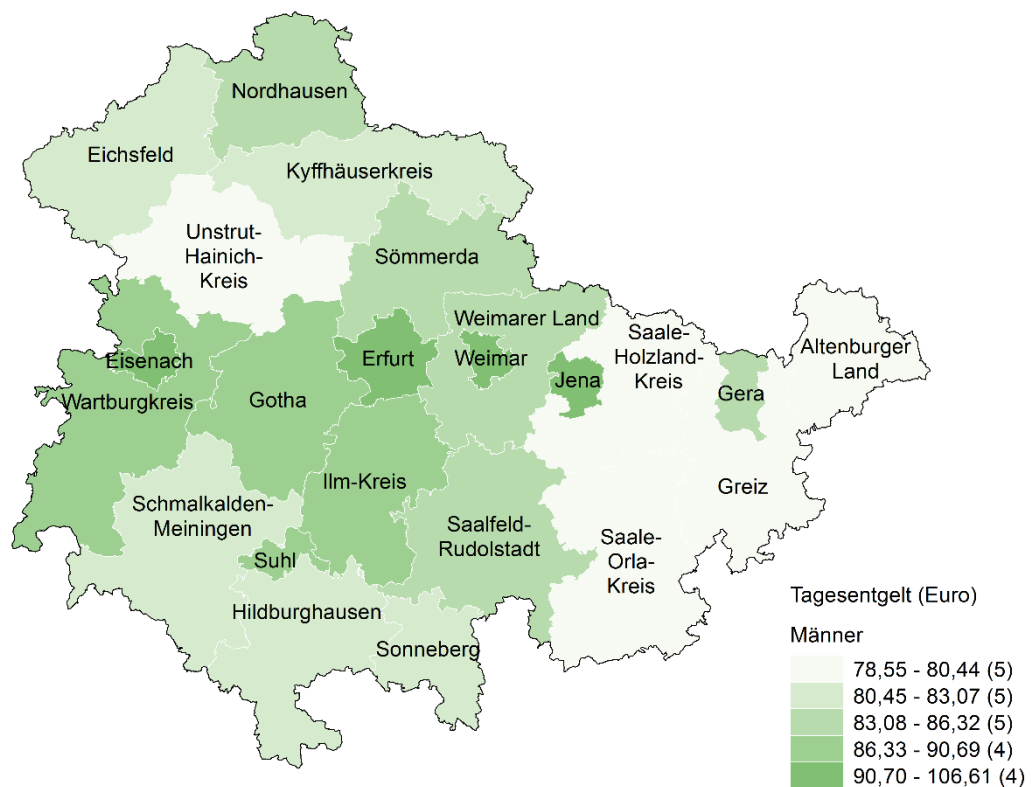 Nordhausen
Eichsfeld
Kyffhäuserkreis
Unstrut-
Hainich-
Kreis
Sömmerda
Weimarer Land
Saale-
Holzland-
Kreis
Altenburger
Land
Eisenach
Erfurt
Weimar
Jena
Gera
Wartburgkreis
Gotha
Ilm-Kreis
Greiz
Schmalkalden-
Meiningen
Saalfeld-
Rudolstadt
Saale-
Orla-
Kreis
Suhl
Hildburghausen
Sonneberg
Tagesentgelt (Euro)
Männer
78,55 - 80,44 (5)
80,45 - 83,07 (5)
83,08 - 86,32 (5)
86,33 - 90,69 (4)
90,70 - 106,61 (4)